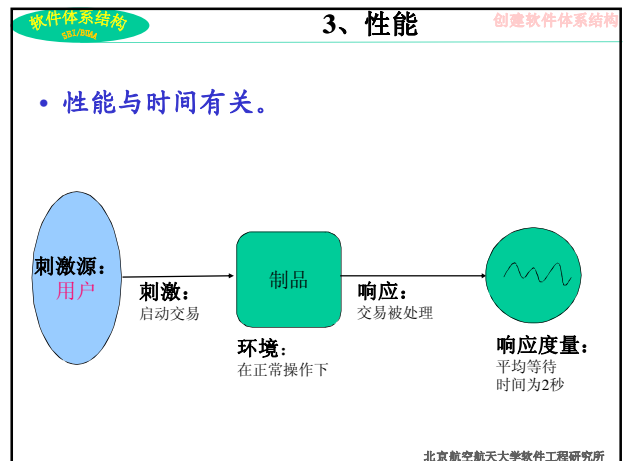 软件体系结构
SEI/BUAA
3、性能
创建软件体系结构
• 性能与时间有关。
刺激源：
用户
刺激：
启动交易
制品
环境：
在正常操作下
响应：
交易被处理
响应度量：
平均等待
时间为2秒
北京航空航天大学软件工程研究所